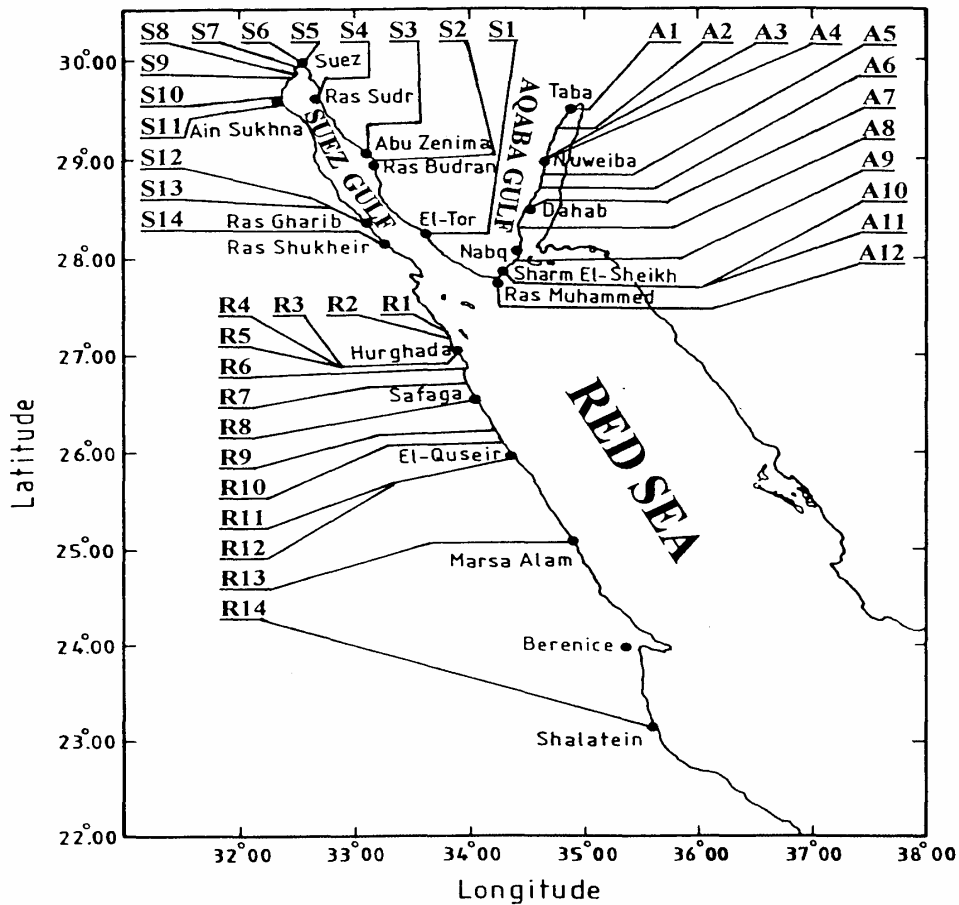 S8 S7 S6 S5 S4 S3 S2 S1 A1 A2 A3 A4 A5
S9
S10
S11
S12
S13
S14
A6
A7
A8
A9
A10
A11
A12
Suez
Ras Sudr
Ain Sukhna
SUEZ GULF
Abu Zenima
Ras Budran
El-Tor
Ras Gharib
Ras Shukheir
AQABA GULF
Taba
Nuweiba
Dahab
Nabq
Sharm El-Sheikh
Ras Muhammed
R4 R3 R2 R1
R5
R6
R7
R8
R9
R10
R11
R12
R13
R14
Hurghada
Safaga
El-Quseir
Marsa Alam
Berenice
Shalatein
RED SEA
Latitude
30°00
29°00
28°00
27°00
26°00
25°00
24°00
23°00
22°00
32°00 33°00 34°00 35°00 36°00 37°00 38°00
Longitude